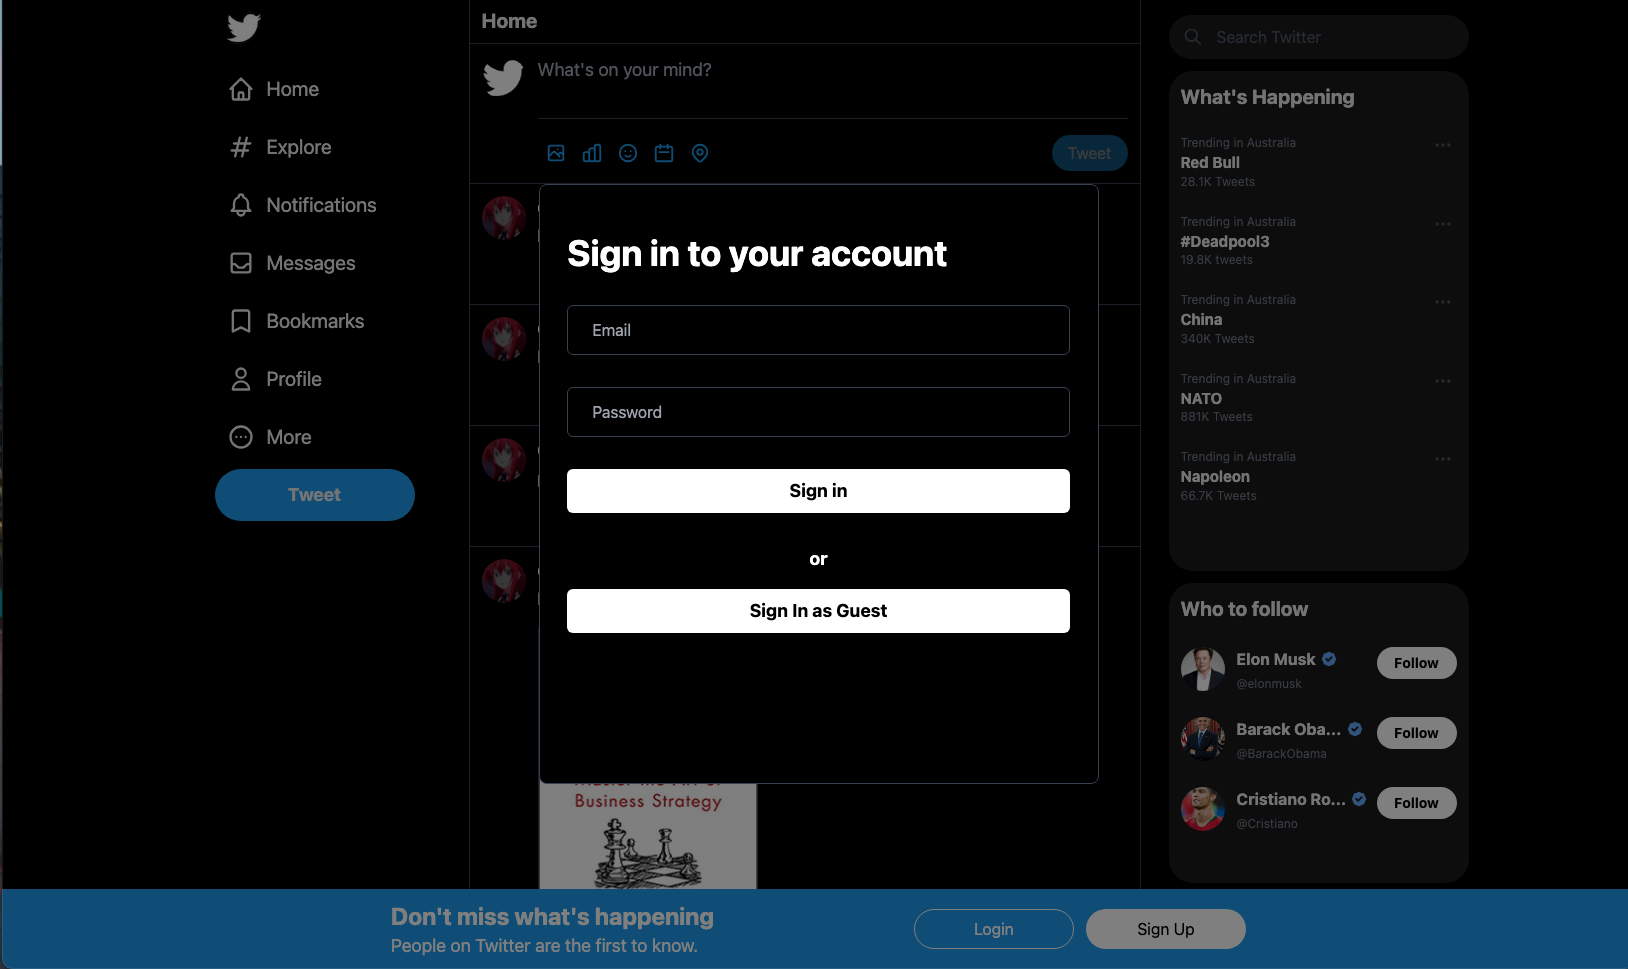 Home
Explore
Notifications
Messages
Bookmarks
Profile
More
Tweet
Home
What's on your mind?
Tweet
Sign in to your account
Email
Password
Sign in
or
Sign In as Guest
Business Strategy
Search Twitter
What's Happening
Trending in Australia
Red Bull
28.1K Tweets
Trending in Australia
#Deadpool3
19.8K tweets
Trending in Australia
China
340K Tweets
Trending in Australia
NATO
881K Tweets
Trending in Australia
Napoleon
66.7K Tweets
Who to follow
Elon Musk
@elonmusk
Follow
Barack Oba...
@BarackObama
Follow
Cristiano Ro...
@Cristiano
Follow
Don't miss what's happening
People on Twitter are the first to know.
Login
Sign Up